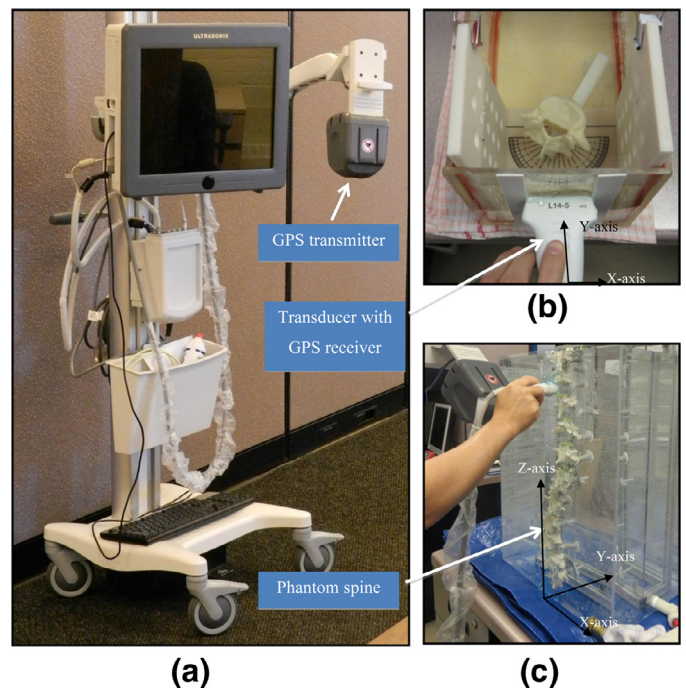 ULTRASONIX
GPS transmitter
Transducer with
GPS receiver
Phantom spine
(a)
L14-5
Y-axis
X-axis
(b)
Z-axis
Y-axis
X-axis
(c)